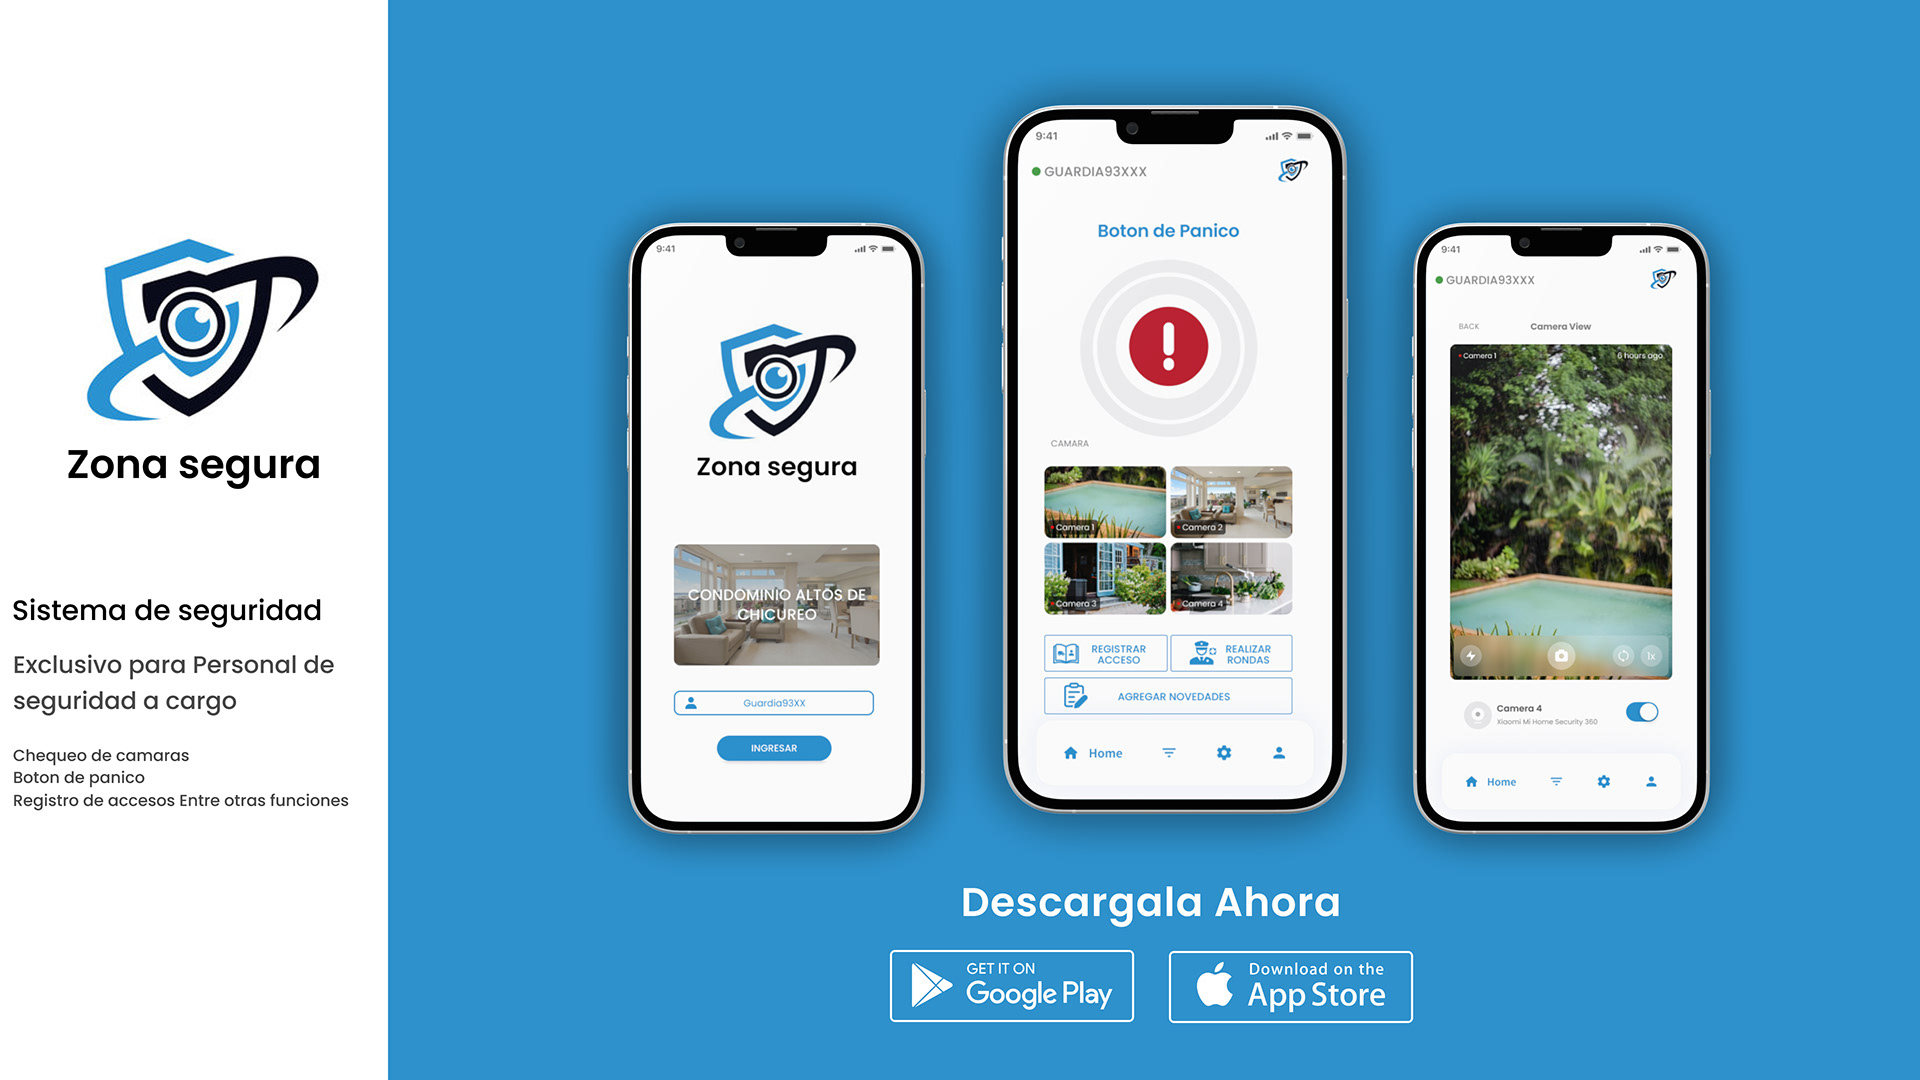 Zona segura
Sistema de seguridad
Exclusivo para Personal de
seguridad a cargo
Chequeo de camaras
Boton de panico
Registro de accesos Entre otras funciones
9:41
Zona segura
CONDOMINIO ALTOS DE
CHICUREO
Guardia93XX
INGRESAR
9:41
GUARDIA93XXX
Boton de Panico
CAMARA
Camera 1
Camera 2
Camera 3
Camera 4
REGISTRAR
ACCESO
REALIZAR
RONDAS
AGREGAR NOVEDADES
Home
9:41
GUARDIA93XXX
BACK
Camera View
Camera 1
6 hours ago
1x
Camera 4
Xiaomi Mi Home Security 360
Home
Descargala Ahora
GET IT ON
Google Play
Download on the
App Store